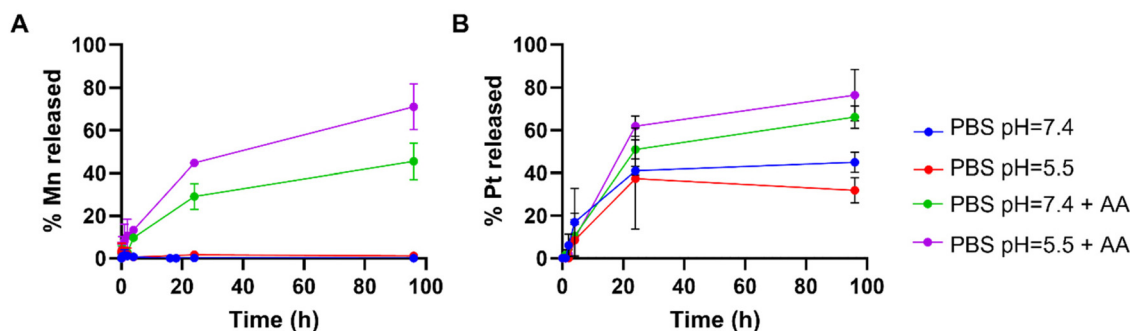 A
% Mn released
100
80
60
40
20
0
0 20 40 60 80 100
Time (h)
B
% Pt released
100
80
60
40
20
0
0 20 40 60 80 100
Time (h)
PBS pH=7.4
PBS pH=5.5
PBS pH=7.4 + AA
PBS pH=5.5 + AA